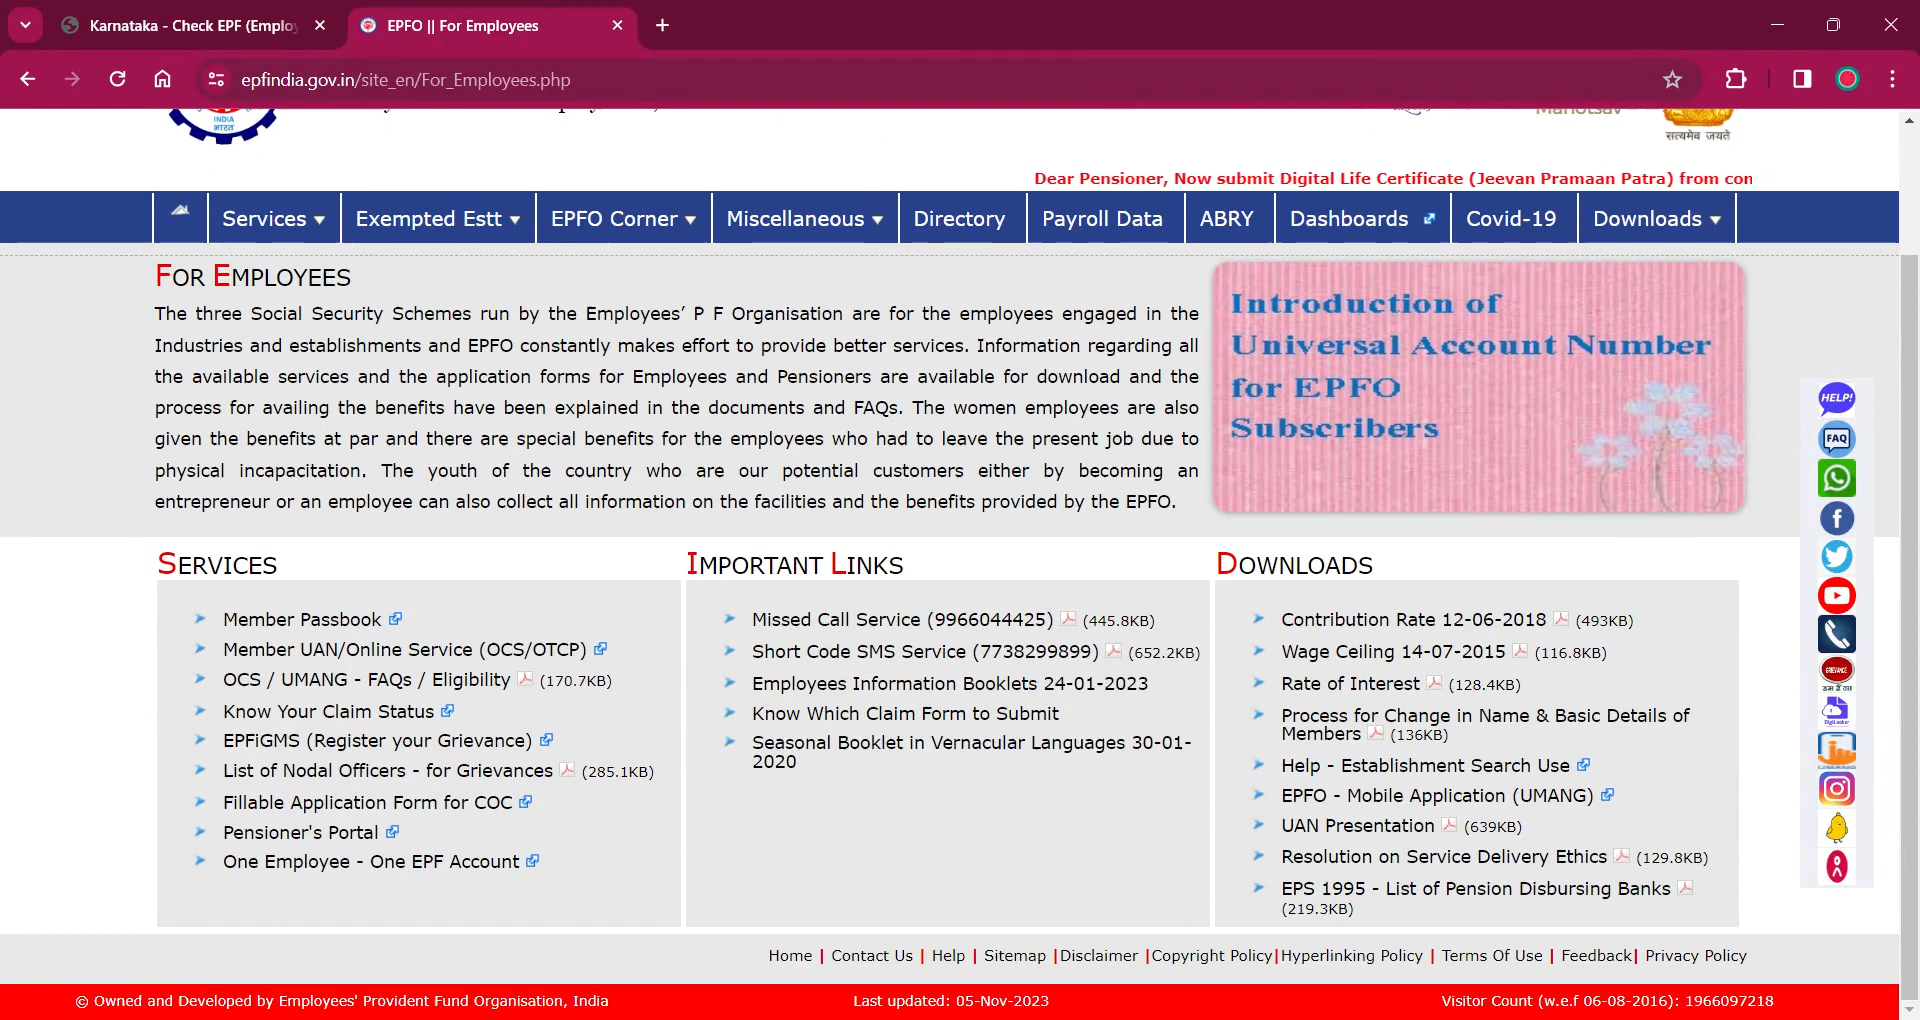 Karnataka - Check EPF (Employ
EPFO || For Employees
epfindia.gov.in/site_en/For_Employees.php
INDIA
भारत
सत्यमेव जयते
Dear Pensioner, Now submit Digital Life Certificate (Jeevan Pramaan Patra) from con
Services Exempted Estt EPFO Corner Miscellaneous Directory Payroll Data ABRY Dashboards Covid-19 Downloads
FOR EMPLOYEES
The three Social Security Schemes run by the Employees’ P F Organisation are for the employees engaged in the
Industries and establishments and EPFO constantly makes effort to provide better services. Information regarding all
the available services and the application forms for Employees and Pensioners are available for download and the
process for availing the benefits have been explained in the documents and FAQs. The women employees are also
given the benefits at par and there are special benefits for the employees who had to leave the present job due to
physical incapacitation. The youth of the country who are our potential customers either by becoming an
entrepreneur or an employee can also collect all information on the facilities and the benefits provided by the EPFO.
Introduction of
Universal Account Number
for EPFO
Subscribers
HELP!
FAQ
SERVICES
Member Passbook
Member UAN/Online Service (OCS/OTCP)
OCS / UMANG - FAQs / Eligibility (170.7KB)
Know Your Claim Status
EPFiGMS (Register your Grievance)
List of Nodal Officers - for Grievances (285.1KB)
Fillable Application Form for COC
Pensioner's Portal
One Employee - One EPF Account
IMPORTANT LINKS
Missed Call Service (9966044425) (445.8KB)
Short Code SMS Service (7738299899) (652.2KB)
Employees Information Booklets 24-01-2023
Know Which Claim Form to Submit
Seasonal Booklet in Vernacular Languages 30-01-
2020
DOWNLOADS
Contribution Rate 12-06-2018 (493KB)
Wage Ceiling 14-07-2015 (116.8KB)
Rate of Interest (128.4KB)
Process for Change in Name & Basic Details of
Members (136KB)
Help - Establishment Search Use
EPFO - Mobile Application (UMANG)
UAN Presentation (639KB)
Resolution on Service Delivery Ethics (129.8KB)
EPS 1995 - List of Pension Disbursing Banks
(219.3KB)
Home | Contact Us | Help | Sitemap |Disclaimer |Copyright Policy|Hyperlinking Policy | Terms Of Use | Feedback| Privacy Policy
© Owned and Developed by Employees' Provident Fund Organisation, India
Last updated: 05-Nov-2023
Visitor Count (w.e.f 06-08-2016): 1966097218